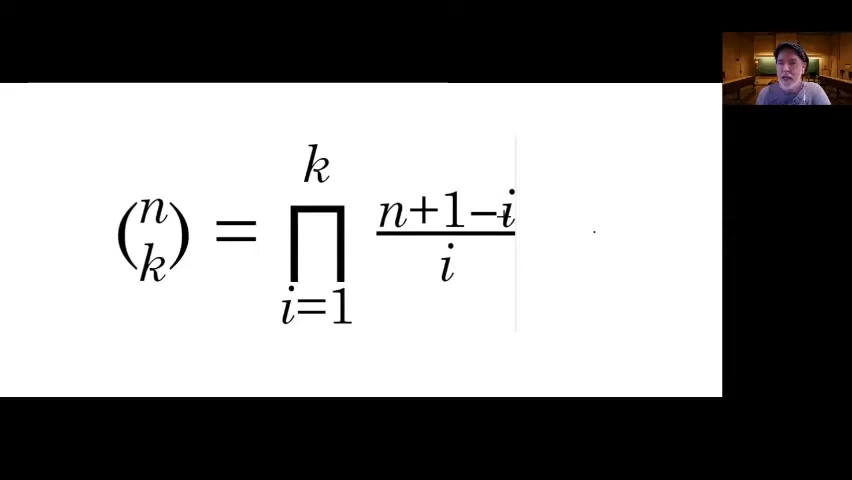 (n k) = ∏ k i=1 n+1−i / i